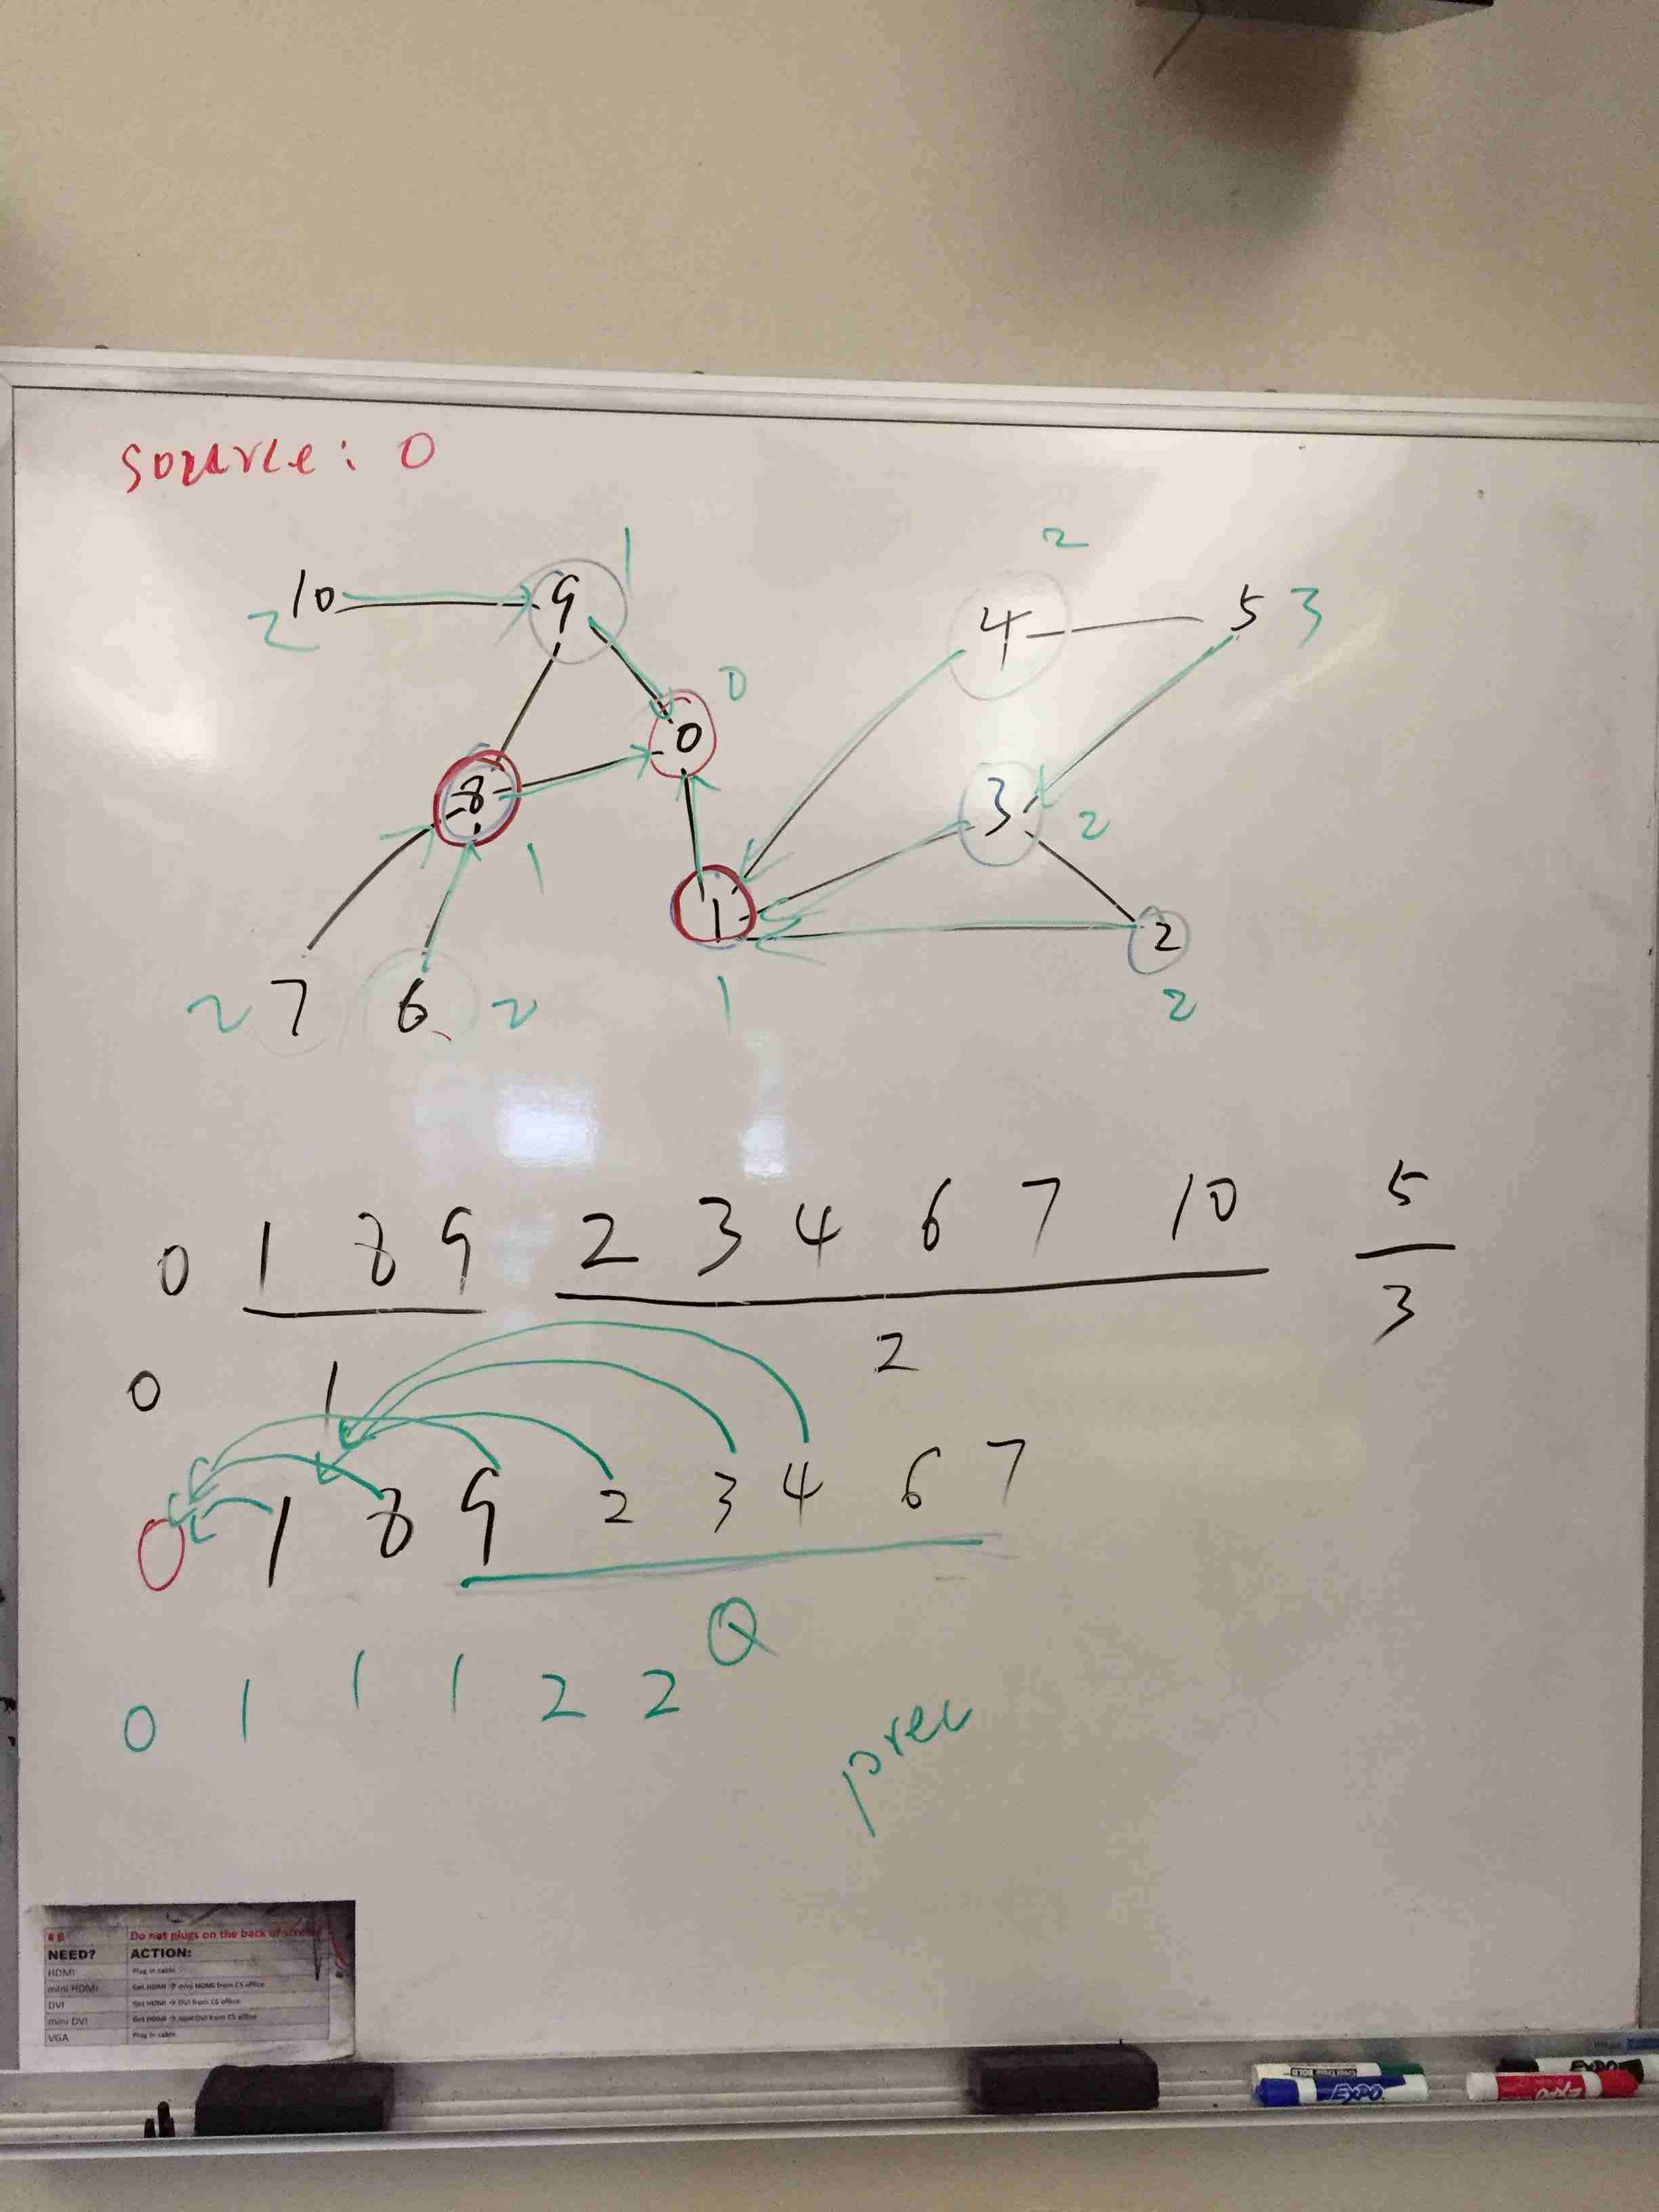 source: 0
2
1
10 9 4 5 3
2
0
0
8
3 2
1
1 2
2 7 6 2
1
2
0 1 8 9 2 3 4 6 7 10 5
3
2
0 1
0 1 8 9 2 3 4 6 7
Q
0 1 1 1 2 2
prev
Do not plugs on the back of
NEED? ACTION:
HDMI Plug in cable
mini HDMI Get HDMI → mini HDMI from CS office
DVI Get HDMI → DVI from CS office
mini DVI Get HDMI → mini DVI from CS office
VGA Plug in cable
EXPO
EXPO
EXPO
EXPO